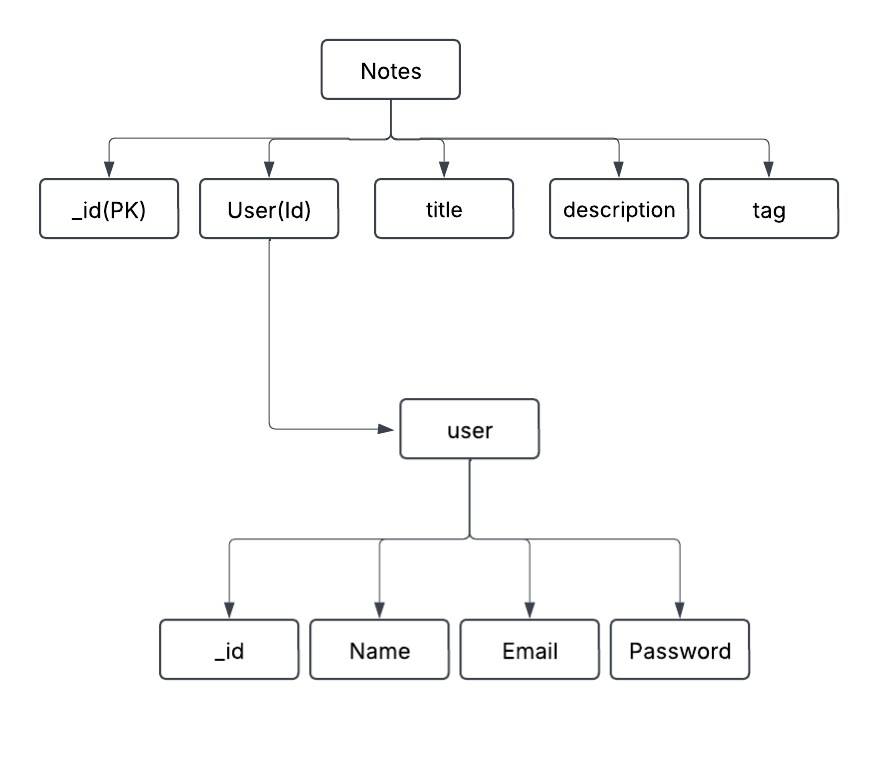 Notes
_id(PK)
User(Id)
title
description
tag
user
_id
Name
Email
Password